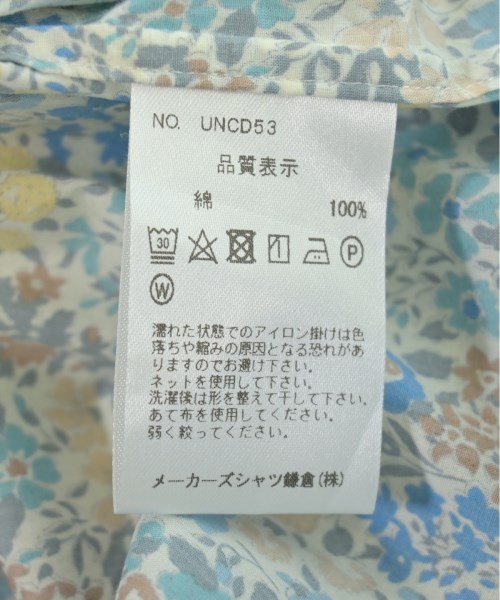 NO. UNCD53
品質表示
綿 100%
30 P
W
濡れた状態でのアイロン掛けは色
落ちや縮みの原因となる恐れがあ
りますのでお避け下さい。
ネットを使用して下さい。
洗濯後は形を整えて干して下さい。
あて布を使用してください。
弱く絞ってください。
メーカーズシャツ鎌倉(株)